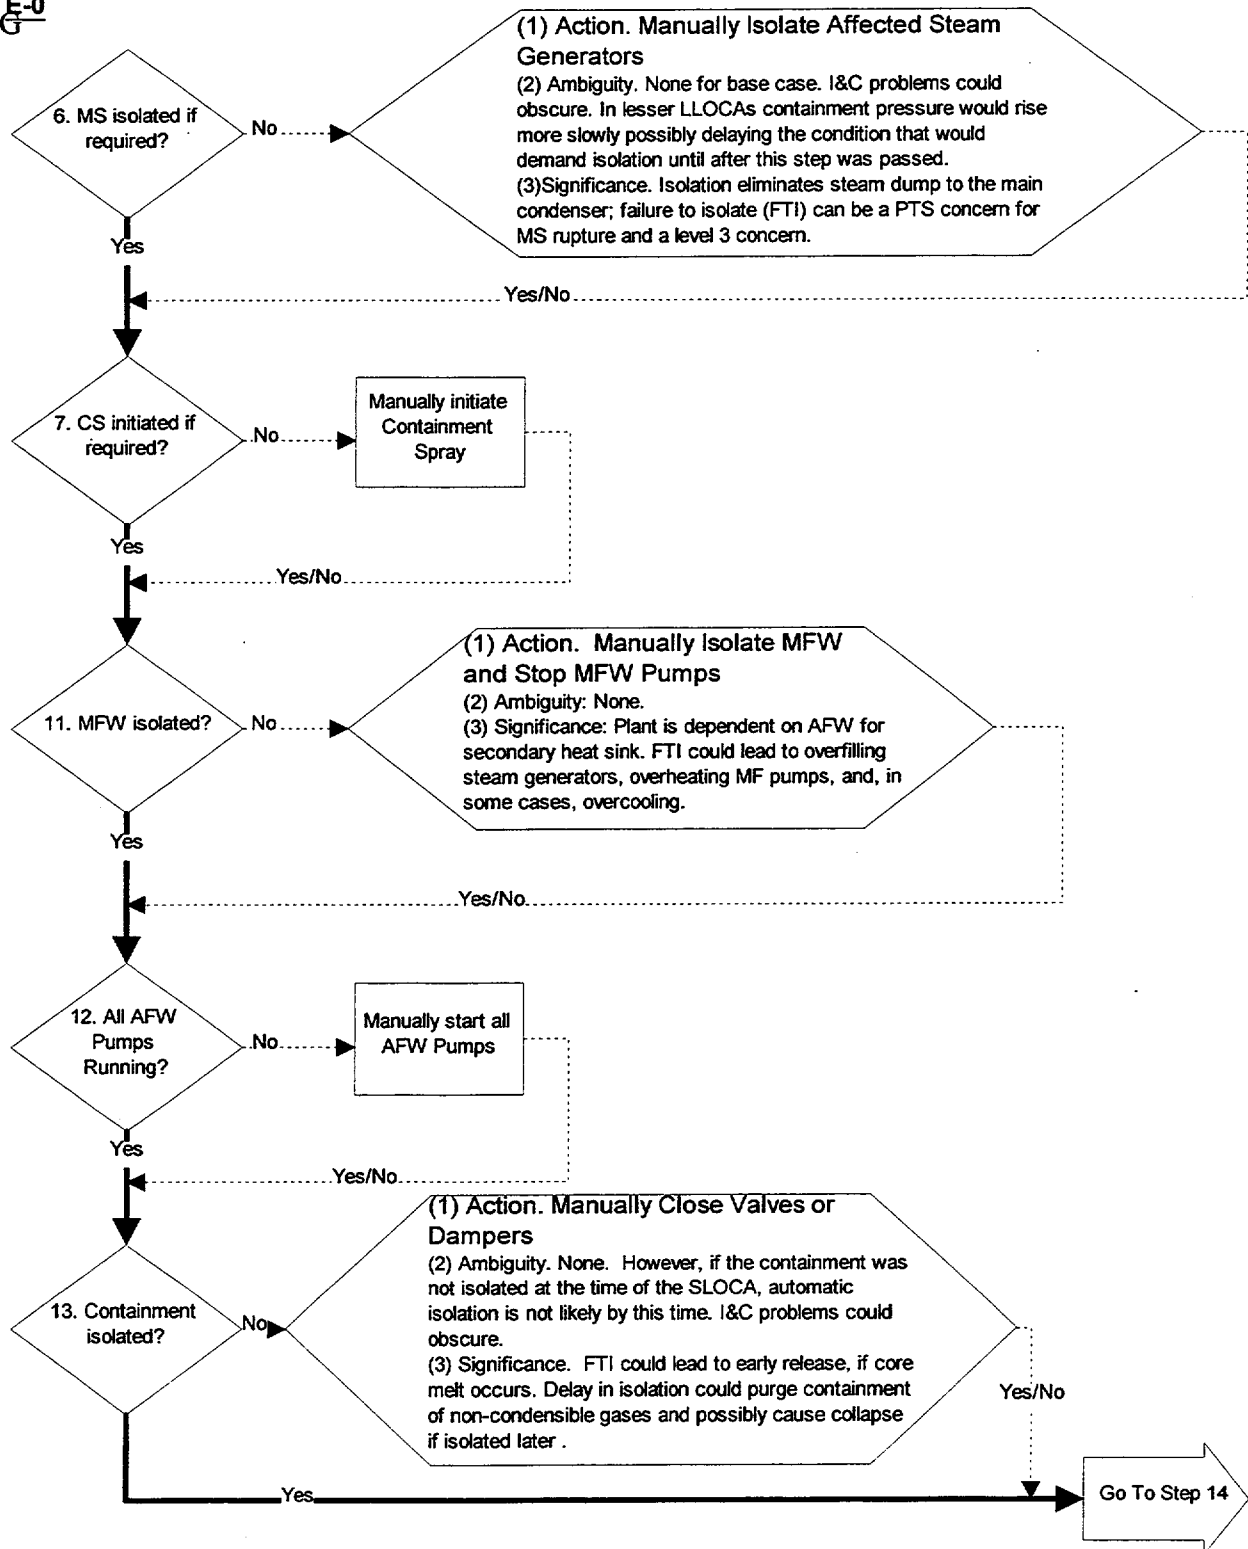 E-0
G
(1) Action. Manually Isolate Affected Steam
Generators
(2) Ambiguity. None for base case. I&C problems could
obscure. In lesser LLOCAs containment pressure would rise
more slowly possibly delaying the condition that would
demand isolation until after this step was passed.
(3)Significance. Isolation eliminates steam dump to the main
condenser; failure to isolate (FTI) can be a PTS concern for
MS rupture and a level 3 concern.
6. MS isolated if
required?
No
Yes
Yes/No
7. CS initiated if
required?
No
Manually initiate
Containment
Spray
Yes
Yes/No
(1) Action. Manually Isolate MFW
and Stop MFW Pumps
(2) Ambiguity: None.
(3) Significance: Plant is dependent on AFW for
secondary heat sink. FTI could lead to overfilling
steam generators, overheating MF pumps, and, in
some cases, overcooling.
11. MFW isolated?
No
Yes
Yes/No
12. All AFW
Pumps
Running?
No
Manually start all
AFW Pumps
Yes
Yes/No
(1) Action. Manually Close Valves or
Dampers
(2) Ambiguity. None. However, if the containment was
not isolated at the time of the SLOCA, automatic
isolation is not likely by this time. I&C problems could
obscure.
(3) Significance. FTI could lead to early release, if core
melt occurs. Delay in isolation could purge containment
of non-condensible gases and possibly cause collapse
if isolated later .
13. Containment
isolated?
No
Yes/No
Yes
Go To Step 14